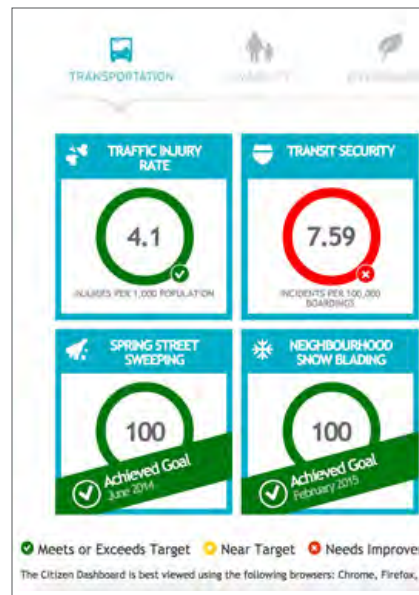 TRANSPORTATION
TRAFFIC INJURY
RATE
4.1
INJURIES PER 1,000 POPULATION
TRANSIT SECURITY
7.59
INCIDENTS PER 100,000
BOARDINGS
SPRING STREET
SWEEPING
100
Achieved Goal
June 2014
NEIGHBOURHOOD
SNOW BLADING
100
Achieved Goal
February 2015
Meets or Exceeds Target Near Target Needs Improve
The Citizen Dashboard is best viewed using the following browsers: Chrome, Firefox,